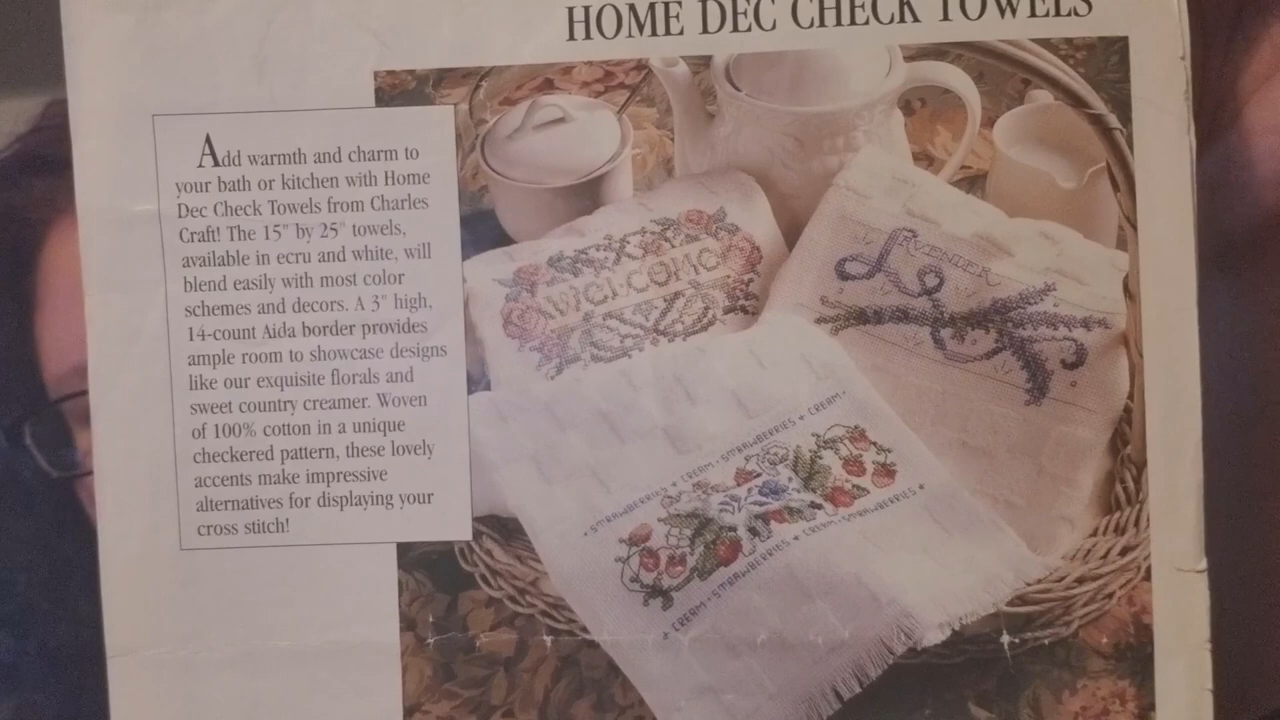 HOME DEC CHECK TOWELS
Add warmth and charm to
your bath or kitchen with Home
Dec Check Towels from Charles
Craft! The 15" by 25" towels,
available in ecru and white, will
blend easily with most color
schemes and decors. A 3" high,
14-count Aida border provides
ample room to showcase designs
like our exquisite florals and
sweet country creamer. Woven
of 100% cotton in a unique
checkered pattern, these lovely
accents make impressive
alternatives for displaying your
cross stitch!
WELCOME
LAVENDER
• STRAWBERRIES + CREAM • STRAWBERRIES + CREAM •
+ CREAM • STRAWBERRIES + CREAM • STRAWBERRIES +